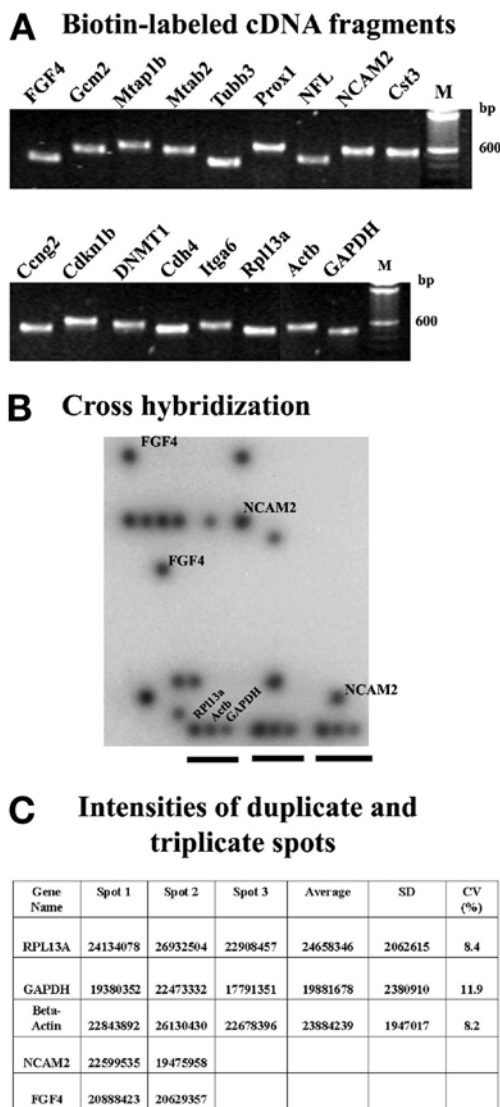 A Biotin-labeled cDNA fragments
FGF4 Gcm2 Mtap1b Mtab2 Tubb3 Prox1 NFL NCAM2 Cst3 M
bp
600
Ccng2 Cdkn1b DNMT1 Cdh4 Itga6 Rpl13a Actb GAPDH M
bp
600
B Cross hybridization
FGF4
NCAM2
FGF4
NCAM2
RPl13a Actb GAPDH
C Intensities of duplicate and
triplicate spots
Gene Name Spot 1 Spot 2 Spot 3 Average SD CV (%)
RPL13A 24134078 26932504 22908457 24658346 2062615 8.4
GAPDH 19380352 22473332 17791351 19881678 2380910 11.9
Beta-Actin 22843892 26130430 22678396 23884239 1947017 8.2
NCAM2 22599535 19475958
FGF4 20888423 20629357